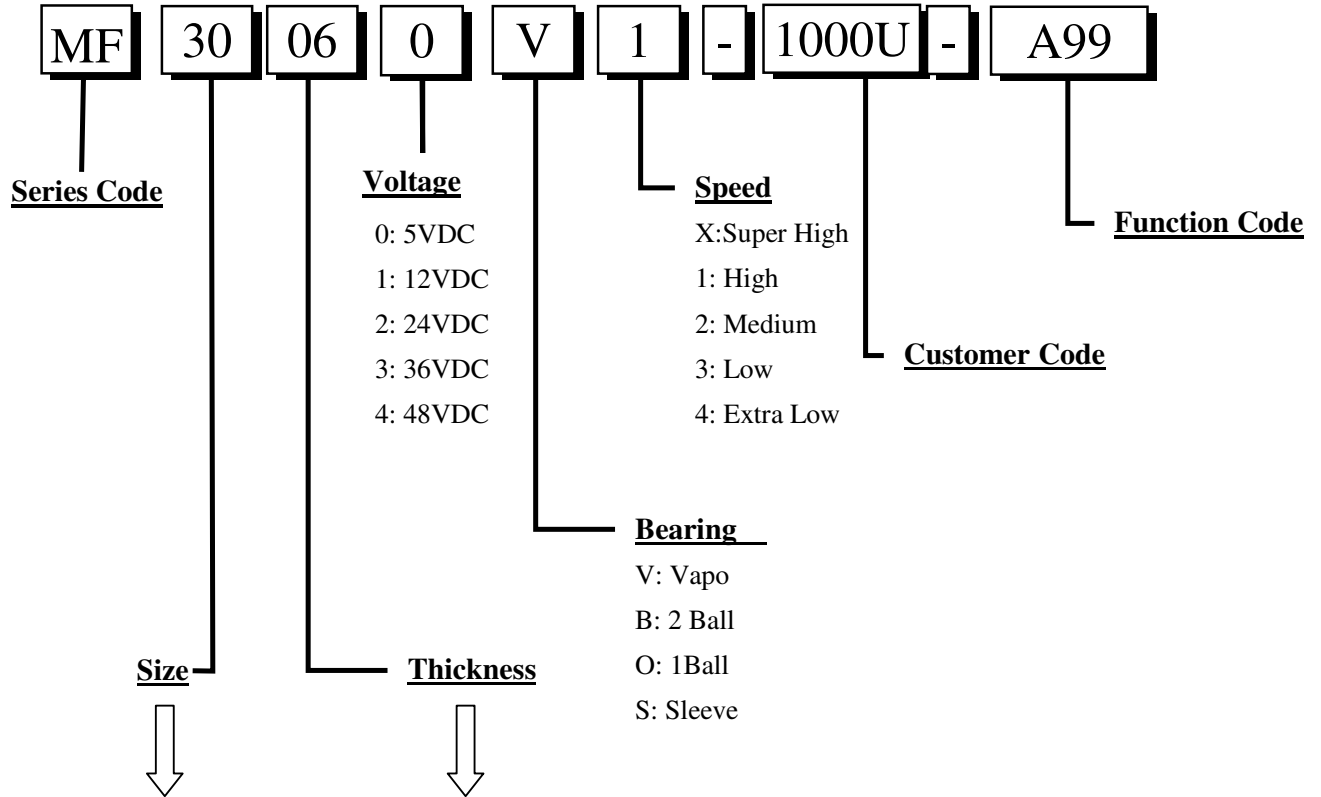 MF 30 06 0 V 1 - 1000U - A99
Series Code
Voltage
0: 5VDC
1: 12VDC
2: 24VDC
3: 36VDC
4: 48VDC
Speed
X:Super High
1: High
2: Medium
3: Low
4: Extra Low
Function Code
Customer Code
Bearing
V: Vapo
B: 2 Ball
O: 1Ball
S: Sleeve
Size
Thickness